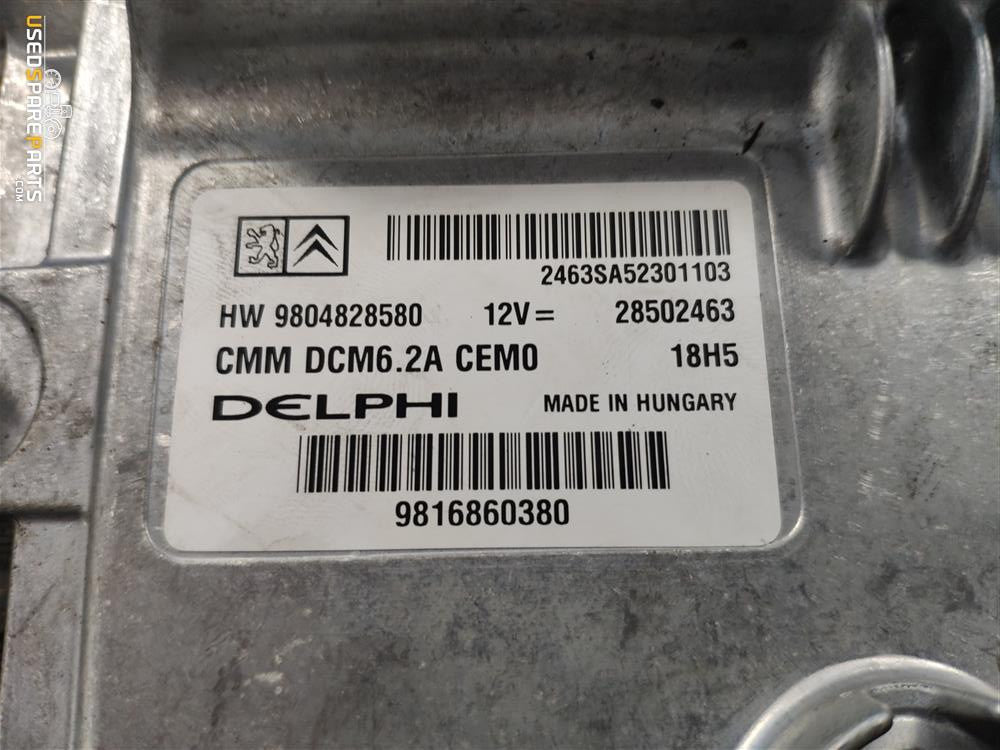 USEDSPAREPARTS
.COM
2463SA52301103
HW 9804828580 12V= 28502463
CMM DCM6.2A CEM0 18H5
DELPHI MADE IN HUNGARY
9816860380